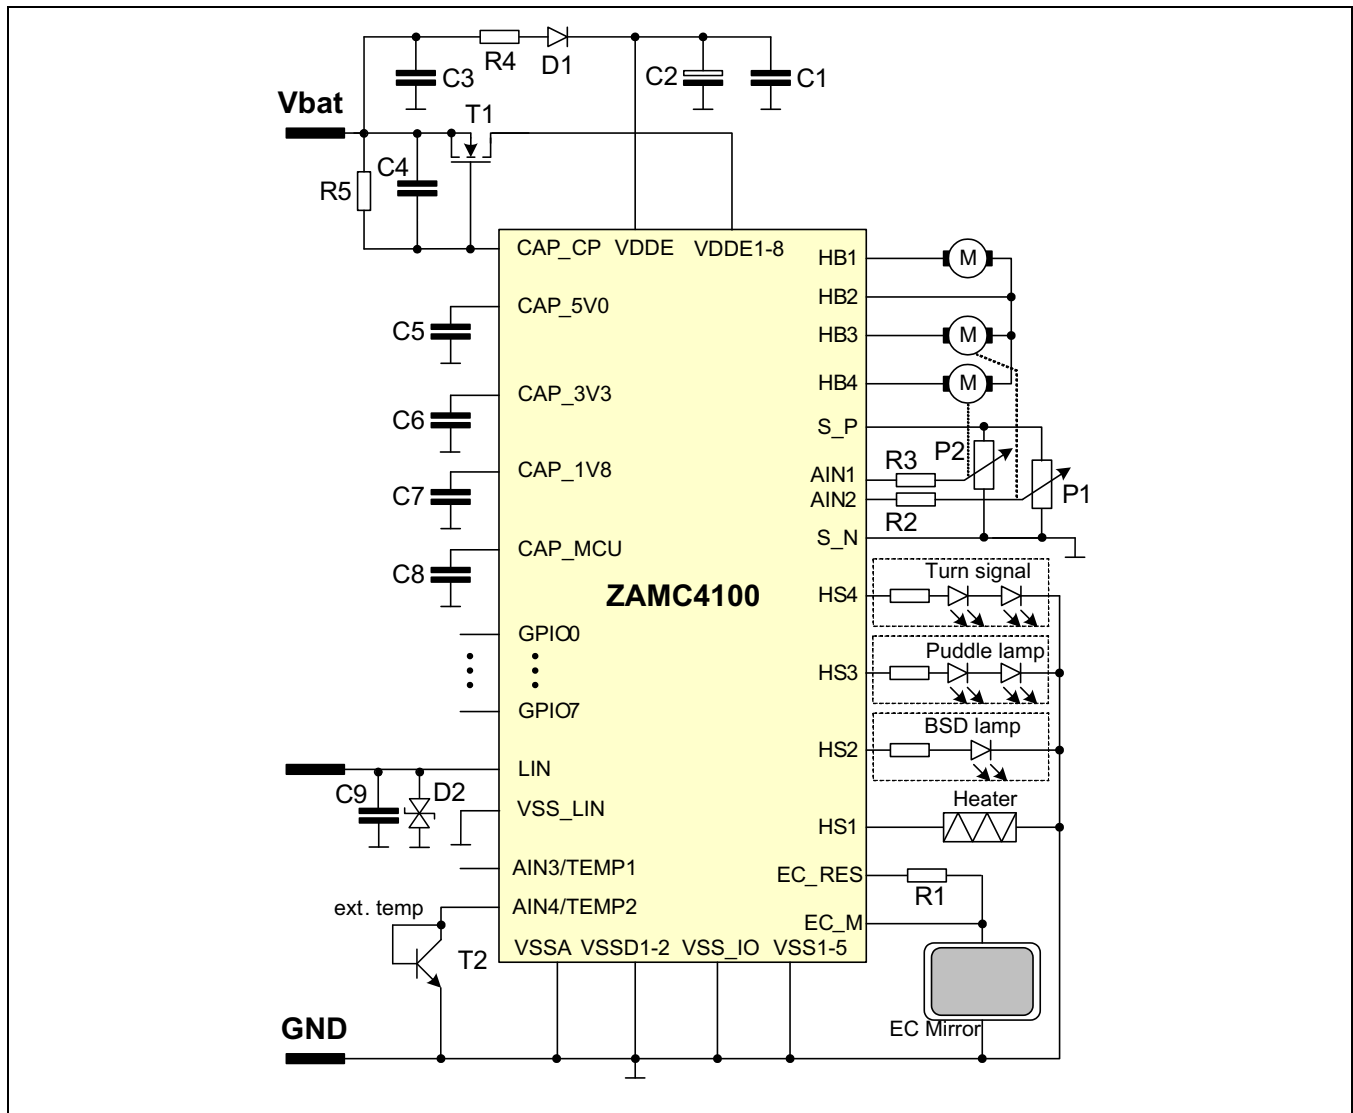 R4
D1
C3
C2
C1
Vbat
T1
C4
R5
CAP_CP
VDDE
VDDE1-8
HB1
M
HB2
CAP_5V0
C5
HB3
M
HB4
M
CAP_3V3
C6
S_P
P2
R3
AIN1
CAP_1V8
C7
AIN2
R2
P1
S_N
CAP_MCU
C8
ZAMC4100
Turn signal
HS4
GPIO0
Puddle lamp
HS3
GPIO7
BSD lamp
HS2
LIN
C9
D2
VSS_LIN
Heater
HS1
AIN3/TEMP1
EC_RES
R1
ext. temp
AIN4/TEMP2
EC_M
T2
VSSA
VSSD1-2
VSS_IO
VSS1-5
GND
EC Mirror